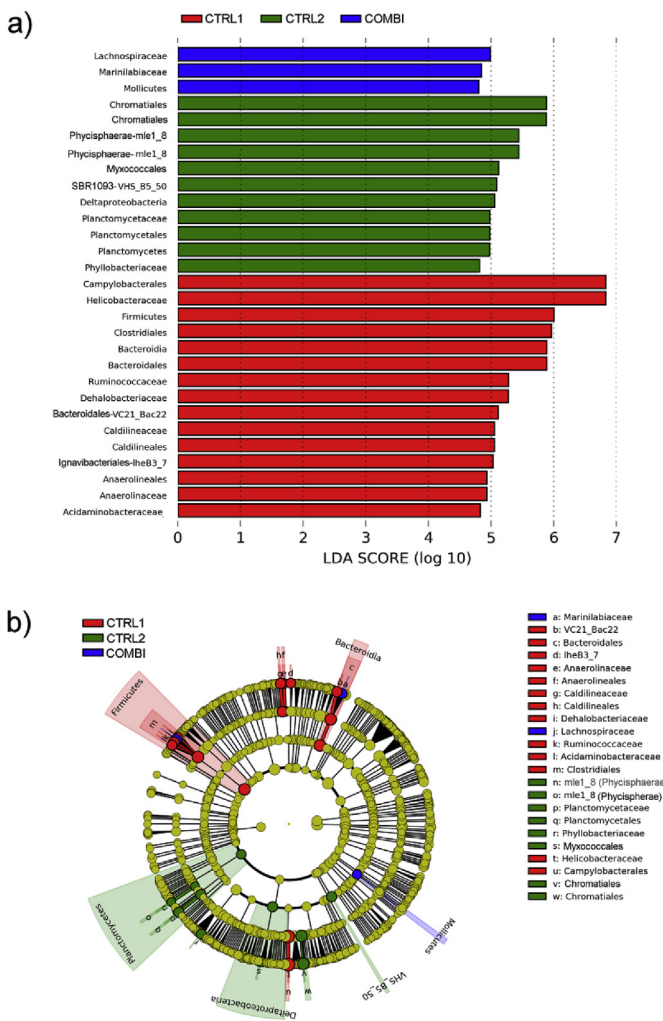 a)
CTRL1 CTRL2 COMBI
Lachnospiraceae
Marinilabiaceae
Mollicutes
Chromatiales
Chromatiales
Phycisphaerae-mle1_8
Phycisphaerae-mle1_8
Myxococcales
SBR1093-VHS_B5_50
Deltaproteobacteria
Planctomycetaceae
Planctomycetales
Planctomycetes
Phyllobacteriaceae
Campylobacterales
Helicobacteraceae
Firmicutes
Clostridiales
Bacteroidia
Bacteroidales
Ruminococcaceae
Dehalobacteriaceae
Bacteroidales-VC21_Bac22
Caldilineaceae
Caldilineales
Ignavibacteriales-IheB3_7
Anaerolineales
Anaerolinaceae
Acidaminobacteraceae
0 1 2 3 4 5 6 7
LDA SCORE (log 10)
b)
CTRL1
CTRL2
COMBI
Firmicutes
m
h f
g e d
Bacteroidia
c
b a
Planctomycetes
Deltaproteobacteria
s
u
v
w
VHS_B5_50
Mollicutes
a: Marinilabiaceae
b: VC21_Bac22
c: Bacteroidales
d: IheB3_7
e: Anaerolinaceae
f: Anaerolineales
g: Caldilineaceae
h: Caldilineales
i: Dehalobacteriaceae
j: Lachnospiraceae
k: Ruminococcaceae
l: Acidaminobacteraceae
m: Clostridiales
n: mle1_8 (Phycisphaerae
o: mle1_8 (Phycispherae)
p: Planctomycetaceae
q: Planctomycetales
r: Phyllobacteriaceae
s: Myxococcales
t: Helicobacteraceae
u: Campylobacterales
v: Chromatiales
w: Chromatiales